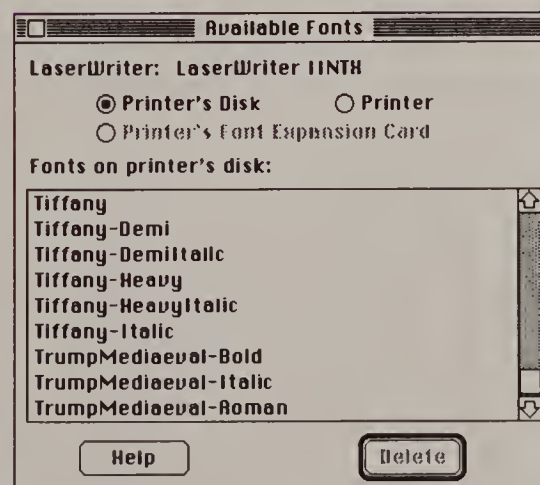 Available Fonts
LaserWriter: LaserWriter IINTX
Printer's Disk Printer
Printer's Font Expansion Card
Fonts on printer's disk:
Tiffany
Tiffany-Demi
Tiffany-DemiItalic
Tiffany-Heavy
Tiffany-HeavyItalic
Tiffany-Italic
TrumpMediaeval-Bold
TrumpMediaeval-Italic
TrumpMediaeval-Roman
Help Delete